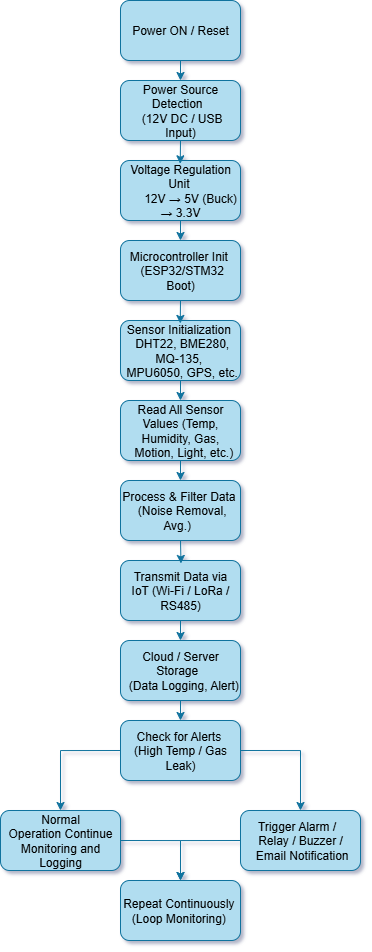 Power ON / Reset
Power Source
Detection
(12V DC / USB
Input)
Voltage Regulation
Unit
12V → 5V (Buck)
→ 3.3V
Microcontroller Init
(ESP32/STM32
Boot)
Sensor Initialization
DHT22, BME280,
MQ-135,
MPU6050, GPS, etc.
Read All Sensor
Values (Temp,
Humidity, Gas,
Motion, Light, etc.)
Process & Filter Data
(Noise Removal,
Avg.)
Transmit Data via
IoT (Wi-Fi / LoRa /
RS485)
Cloud / Server
Storage
(Data Logging, Alert)
Check for Alerts
(High Temp / Gas
Leak)
Normal
Operation Continue
Monitoring and
Logging
Trigger Alarm /
Relay / Buzzer /
Email Notification
Repeat Continuously
(Loop Monitoring)